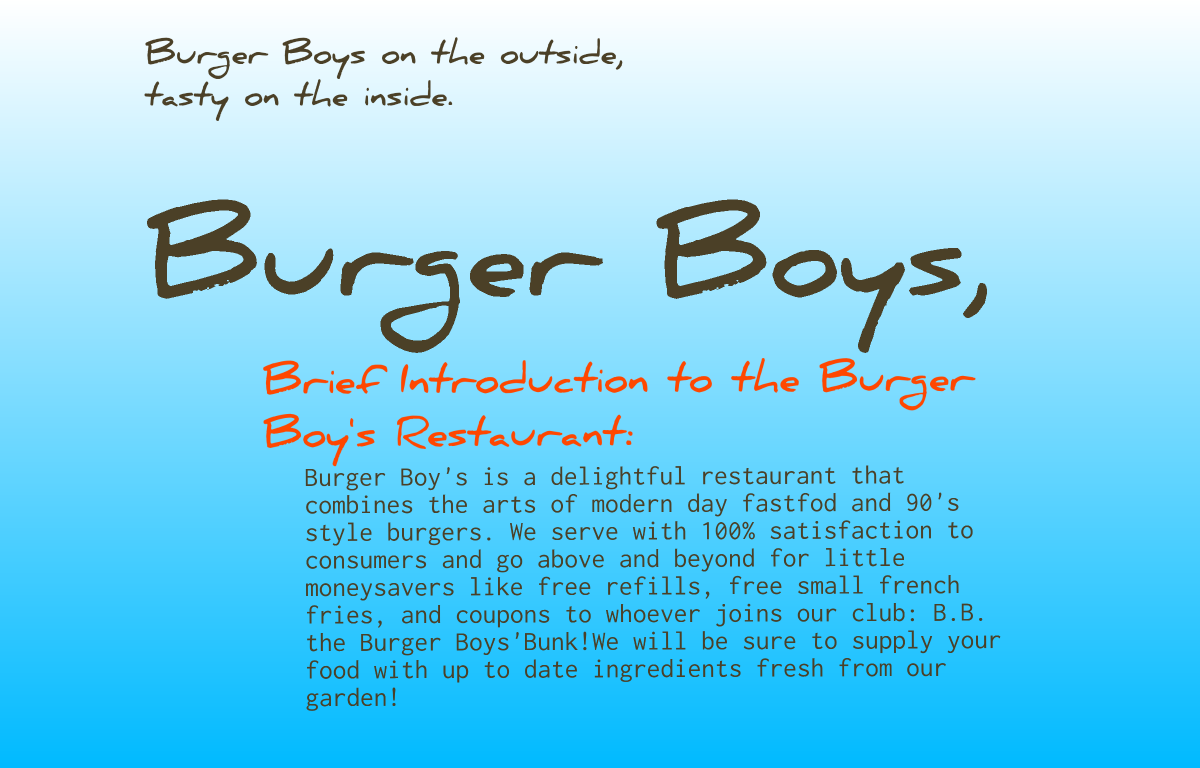 Burger Boys on the outside,
tasty on the inside.
Burger Boys,
Brief Introduction to the Burger
Boy's Restaurant:
Burger Boy's is a delightful restaurant that
combines the arts of modern day fastfod and 90's
style burgers. We serve with 100% satisfaction to
consumers and go above and beyond for little
moneysavers like free refills, free small french
fries, and coupons to whoever joins our club: B.B.
the Burger Boys'Bunk!We will be sure to supply your
food with up to date ingredients fresh from our
garden!